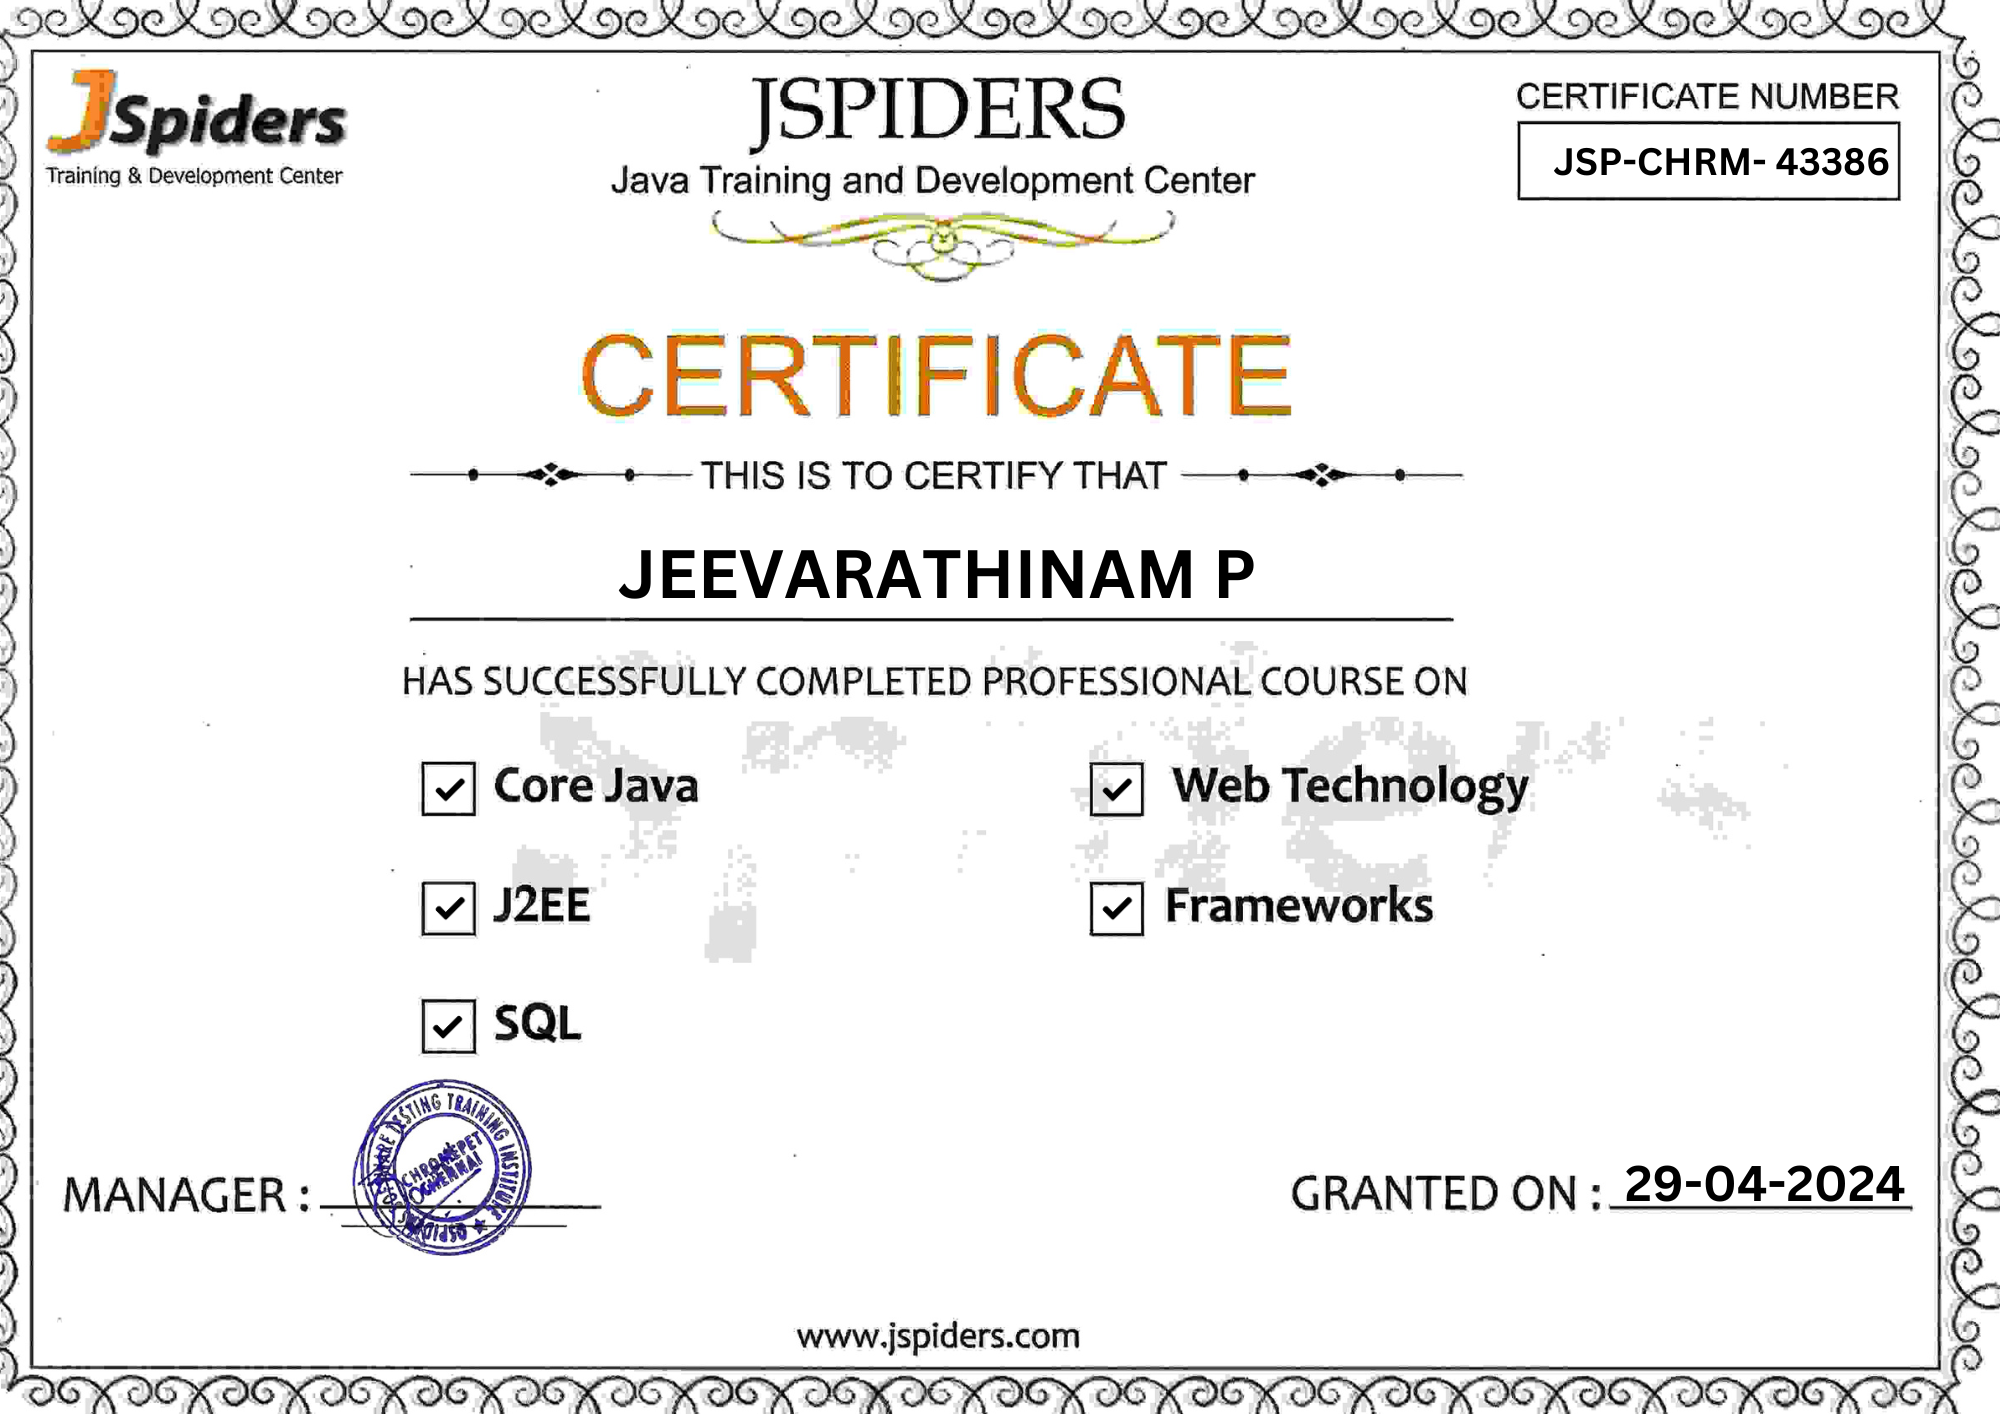 JSpiders
Training & Development Center
JSPIDERS
Java Training and Development Center
CERTIFICATE NUMBER
JSP-CHRM- 43386
CERTIFICATE
THIS IS TO CERTIFY THAT
JEEVARATHINAM P
HAS SUCCESSFULLY COMPLETED PROFESSIONAL COURSE ON
Core Java
Web Technology
J2EE
Frameworks
SQL
TESTING TRAINING INSTITUTE
CHROMEPET
CHENNAI
MANAGER :
GRANTED ON : 29-04-2024
www.jspiders.com